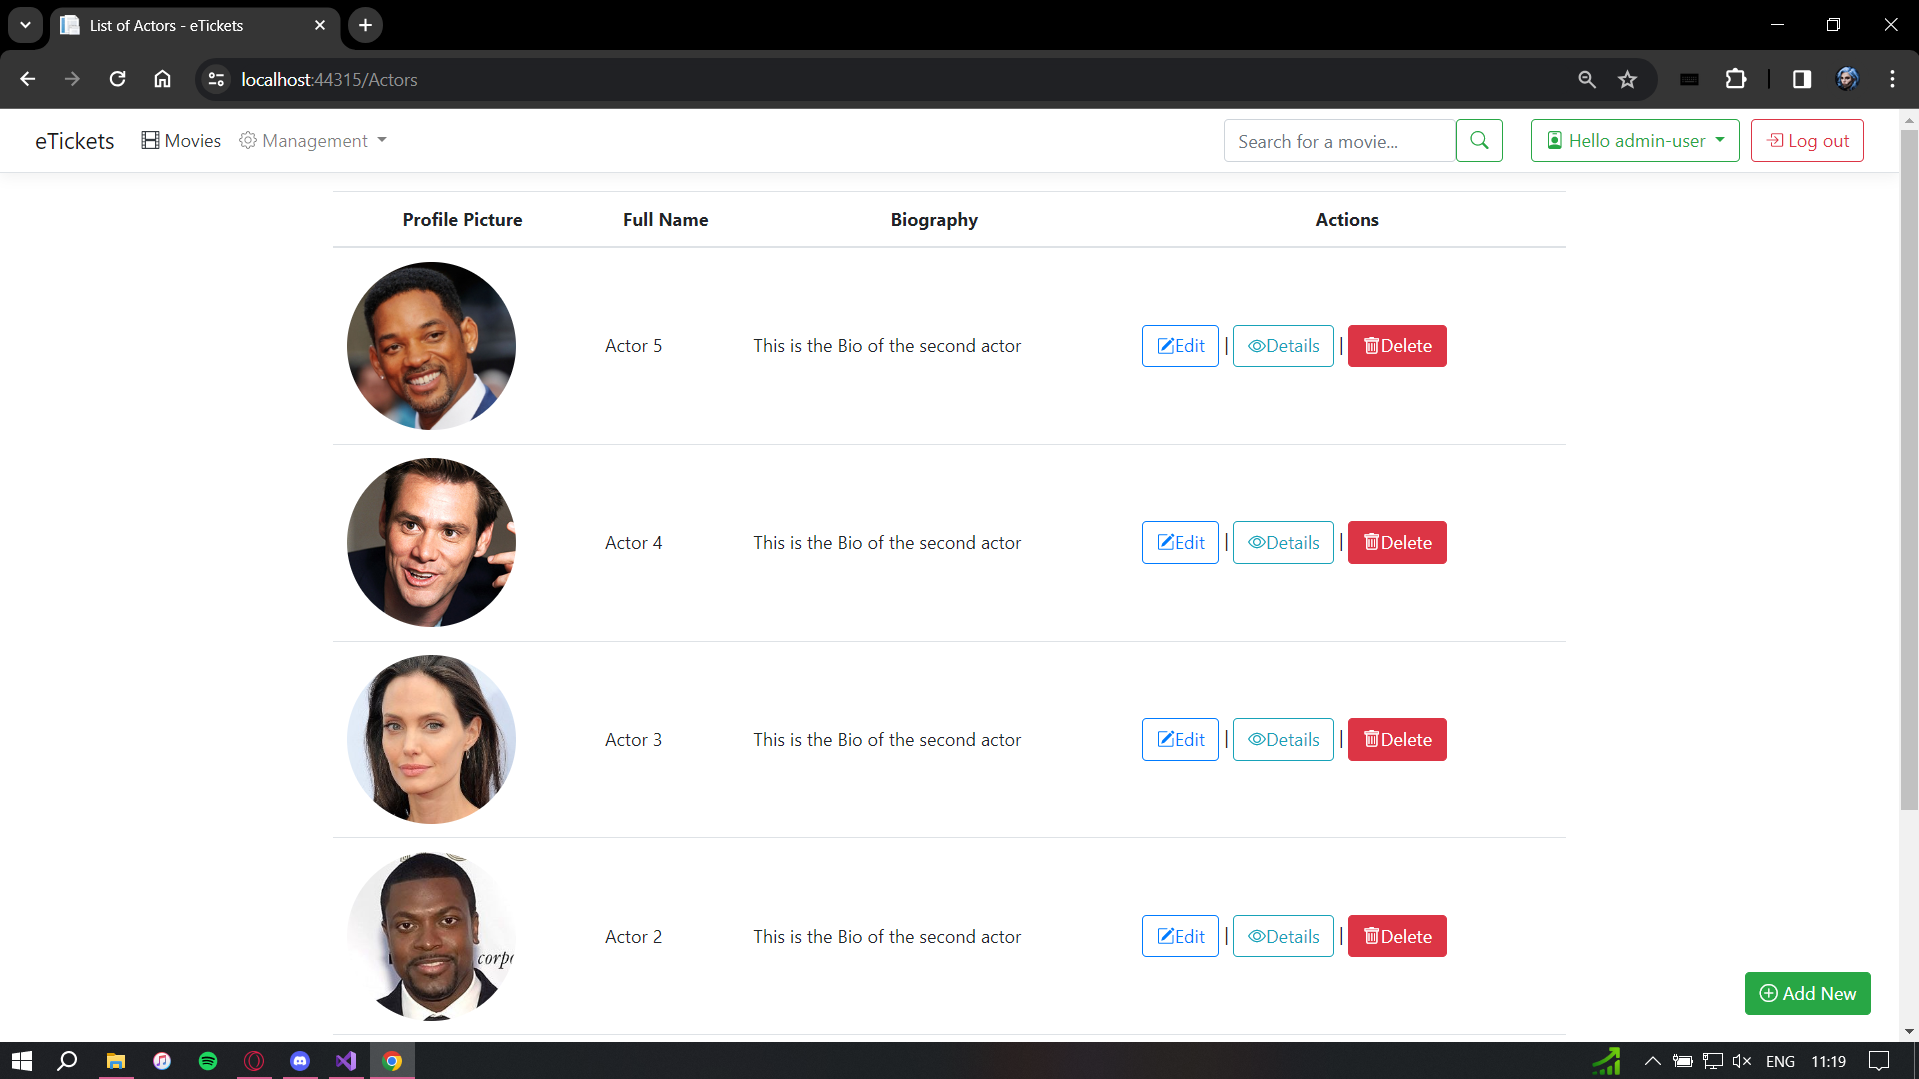 List of Actors - eTickets
localhost:44315/Actors
eTickets Movies Management Search for a movie... Hello admin-user Log out
Profile Picture Full Name Biography Actions
Actor 5 This is the Bio of the second actor Edit | Details | Delete
Actor 4 This is the Bio of the second actor Edit | Details | Delete
Actor 3 This is the Bio of the second actor Edit | Details | Delete
corpo
Actor 2 This is the Bio of the second actor Edit | Details | Delete
Add New
ENG 11:19